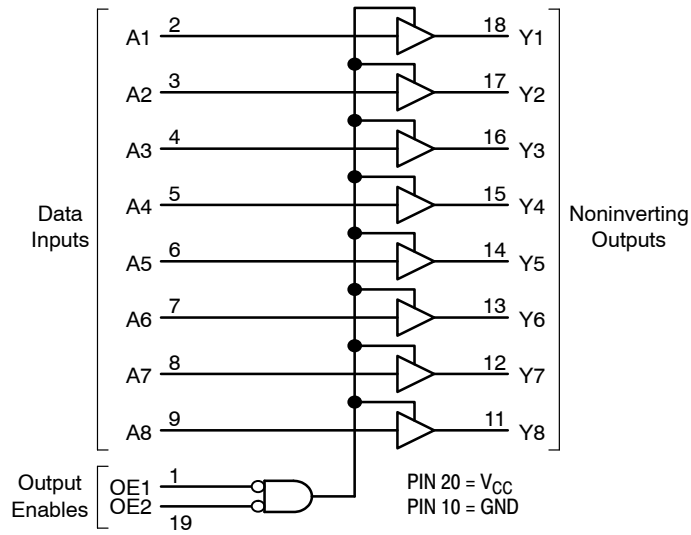 A1 2 18 Y1
A2 3 17 Y2
A3 4 16 Y3
A4 5 15 Y4
Data
Inputs
Noninverting
Outputs
A5 6 14 Y5
A6 7 13 Y6
A7 8 12 Y7
A8 9 11 Y8
Output
Enables
OE1 1
OE2
19
PIN 20 = VCC
PIN 10 = GND